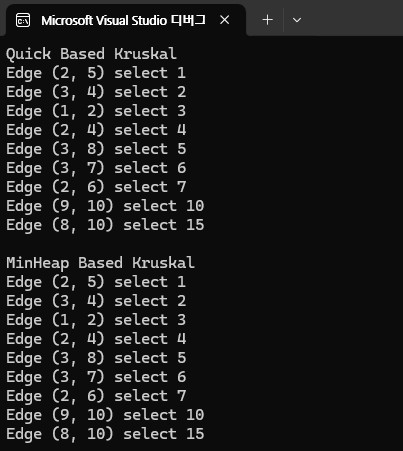 Microsoft Visual Studio 디버그
Quick Based Kruskal
Edge (2, 5) select 1
Edge (3, 4) select 2
Edge (1, 2) select 3
Edge (2, 4) select 4
Edge (3, 8) select 5
Edge (3, 7) select 6
Edge (2, 6) select 7
Edge (9, 10) select 10
Edge (8, 10) select 15
MinHeap Based Kruskal
Edge (2, 5) select 1
Edge (3, 4) select 2
Edge (1, 2) select 3
Edge (2, 4) select 4
Edge (3, 8) select 5
Edge (3, 7) select 6
Edge (2, 6) select 7
Edge (9, 10) select 10
Edge (8, 10) select 15